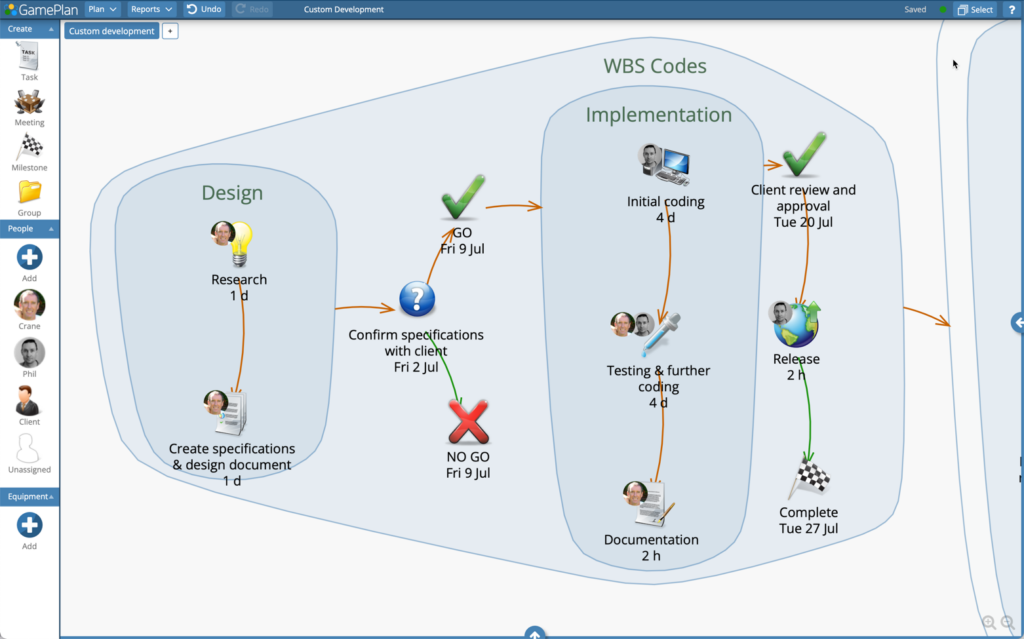 GamePlan
Plan
Reports
Undo
Redo
Custom Development
Saved
Select
?
Create
TASK
Task
Meeting
Milestone
Group
People
Add
Crane
Phil
Client
Unassigned
Equipment
Add
Custom development
+
WBS Codes
Design
Research
1 d
Create specifications
& design document
1 d
?
Confirm specifications
with client
Fri 2 Jul
GO
Fri 9 Jul
NO GO
Fri 9 Jul
Implementation
Initial coding
4 d
Testing & further
coding
4 d
Documentation
2 h
Client review and
approval
Tue 20 Jul
Release
2 h
Complete
Tue 27 Jul